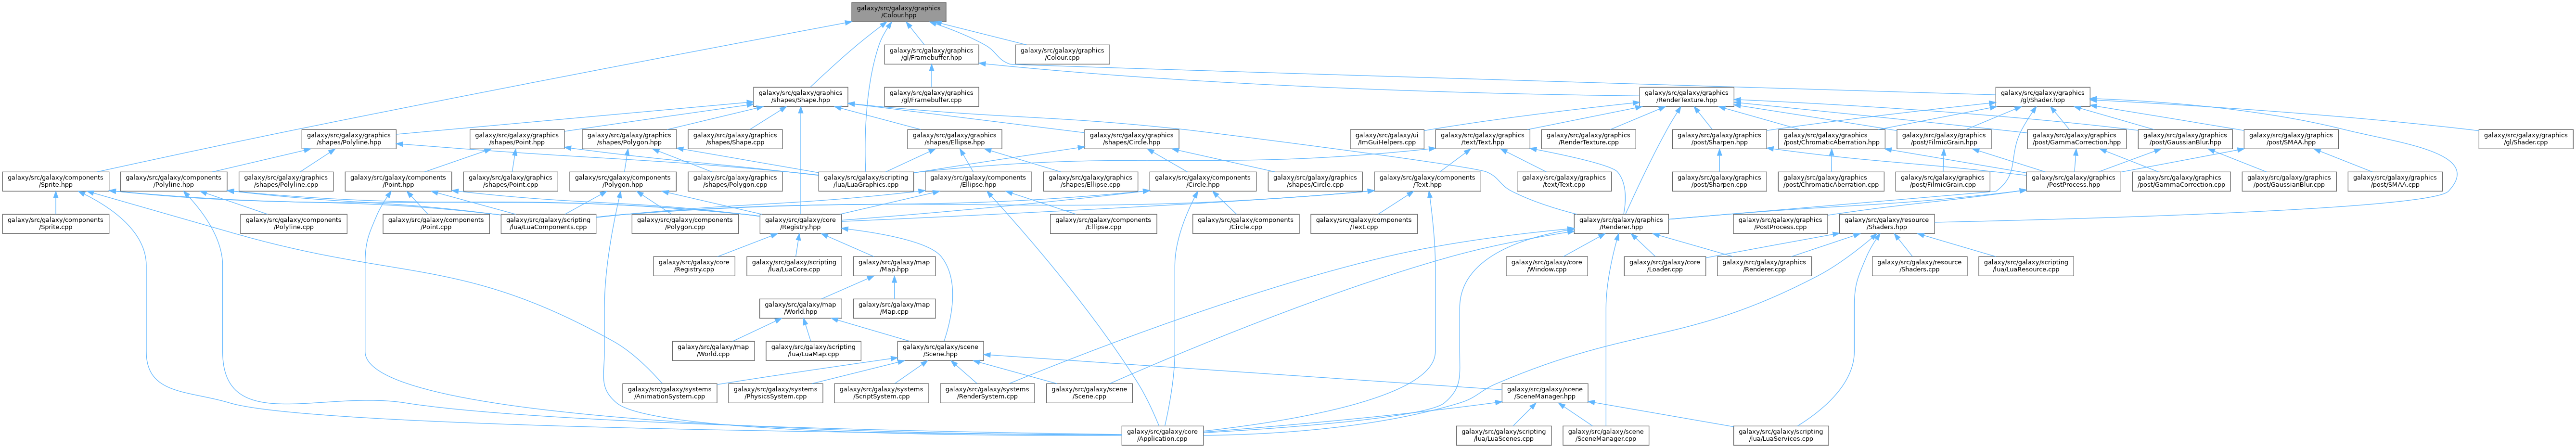 galaxy/src/galaxy/graphics
/Colour.hpp
galaxy/src/galaxy/graphics
/gl/Framebuffer.hpp
galaxy/src/galaxy/graphics
/Colour.cpp
galaxy/src/galaxy/graphics
/shapes/Shape.hpp
galaxy/src/galaxy/graphics
/gl/Framebuffer.cpp
galaxy/src/galaxy/graphics
/RenderTexture.hpp
galaxy/src/galaxy/graphics
/gl/Shader.hpp
galaxy/src/galaxy/graphics
/shapes/Polyline.hpp
galaxy/src/galaxy/graphics
/shapes/Point.hpp
galaxy/src/galaxy/graphics
/shapes/Polygon.hpp
galaxy/src/galaxy/graphics
/shapes/Shape.cpp
galaxy/src/galaxy/graphics
/shapes/Ellipse.hpp
galaxy/src/galaxy/graphics
/shapes/Circle.hpp
galaxy/src/galaxy/ui
/ImGuiHelpers.cpp
galaxy/src/galaxy/graphics
/text/Text.hpp
galaxy/src/galaxy/graphics
/RenderTexture.cpp
galaxy/src/galaxy/graphics
/post/Sharpen.hpp
galaxy/src/galaxy/graphics
/post/ChromaticAberration.hpp
galaxy/src/galaxy/graphics
/post/FilmicGrain.hpp
galaxy/src/galaxy/graphics
/post/GammaCorrection.hpp
galaxy/src/galaxy/graphics
/post/GaussianBlur.hpp
galaxy/src/galaxy/graphics
/post/SMAA.hpp
galaxy/src/galaxy/graphics
/gl/Shader.cpp
galaxy/src/galaxy/components
/Sprite.hpp
galaxy/src/galaxy/components
/Polyline.hpp
galaxy/src/galaxy/graphics
/shapes/Polyline.cpp
galaxy/src/galaxy/components
/Point.hpp
galaxy/src/galaxy/graphics
/shapes/Point.cpp
galaxy/src/galaxy/components
/Polygon.hpp
galaxy/src/galaxy/graphics
/shapes/Polygon.cpp
galaxy/src/galaxy/scripting
/lua/LuaGraphics.cpp
galaxy/src/galaxy/components
/Ellipse.hpp
galaxy/src/galaxy/graphics
/shapes/Ellipse.cpp
galaxy/src/galaxy/components
/Circle.hpp
galaxy/src/galaxy/graphics
/shapes/Circle.cpp
galaxy/src/galaxy/components
/Text.hpp
galaxy/src/galaxy/graphics
/text/Text.cpp
galaxy/src/galaxy/graphics
/post/Sharpen.cpp
galaxy/src/galaxy/graphics
/post/ChromaticAberration.cpp
galaxy/src/galaxy/graphics
/post/FilmicGrain.cpp
galaxy/src/galaxy/graphics
/PostProcess.hpp
galaxy/src/galaxy/graphics
/post/GammaCorrection.cpp
galaxy/src/galaxy/graphics
/post/GaussianBlur.cpp
galaxy/src/galaxy/graphics
/post/SMAA.cpp
galaxy/src/galaxy/components
/Sprite.cpp
galaxy/src/galaxy/components
/Polyline.cpp
galaxy/src/galaxy/components
/Point.cpp
galaxy/src/galaxy/scripting
/lua/LuaComponents.cpp
galaxy/src/galaxy/components
/Polygon.cpp
galaxy/src/galaxy/core
/Registry.hpp
galaxy/src/galaxy/components
/Ellipse.cpp
galaxy/src/galaxy/components
/Circle.cpp
galaxy/src/galaxy/components
/Text.cpp
galaxy/src/galaxy/graphics
/Renderer.hpp
galaxy/src/galaxy/graphics
/PostProcess.cpp
galaxy/src/galaxy/resource
/Shaders.hpp
galaxy/src/galaxy/core
/Registry.cpp
galaxy/src/galaxy/scripting
/lua/LuaCore.cpp
galaxy/src/galaxy/map
/Map.hpp
galaxy/src/galaxy/core
/Window.cpp
galaxy/src/galaxy/core
/Loader.cpp
galaxy/src/galaxy/graphics
/Renderer.cpp
galaxy/src/galaxy/resource
/Shaders.cpp
galaxy/src/galaxy/scripting
/lua/LuaResource.cpp
galaxy/src/galaxy/map
/World.hpp
galaxy/src/galaxy/map
/Map.cpp
galaxy/src/galaxy/map
/World.cpp
galaxy/src/galaxy/scripting
/lua/LuaMap.cpp
galaxy/src/galaxy/scene
/Scene.hpp
galaxy/src/galaxy/systems
/AnimationSystem.cpp
galaxy/src/galaxy/systems
/PhysicsSystem.cpp
galaxy/src/galaxy/systems
/ScriptSystem.cpp
galaxy/src/galaxy/systems
/RenderSystem.cpp
galaxy/src/galaxy/scene
/Scene.cpp
galaxy/src/galaxy/scene
/SceneManager.hpp
galaxy/src/galaxy/core
/Application.cpp
galaxy/src/galaxy/scripting
/lua/LuaScenes.cpp
galaxy/src/galaxy/scene
/SceneManager.cpp
galaxy/src/galaxy/scripting
/lua/LuaServices.cpp